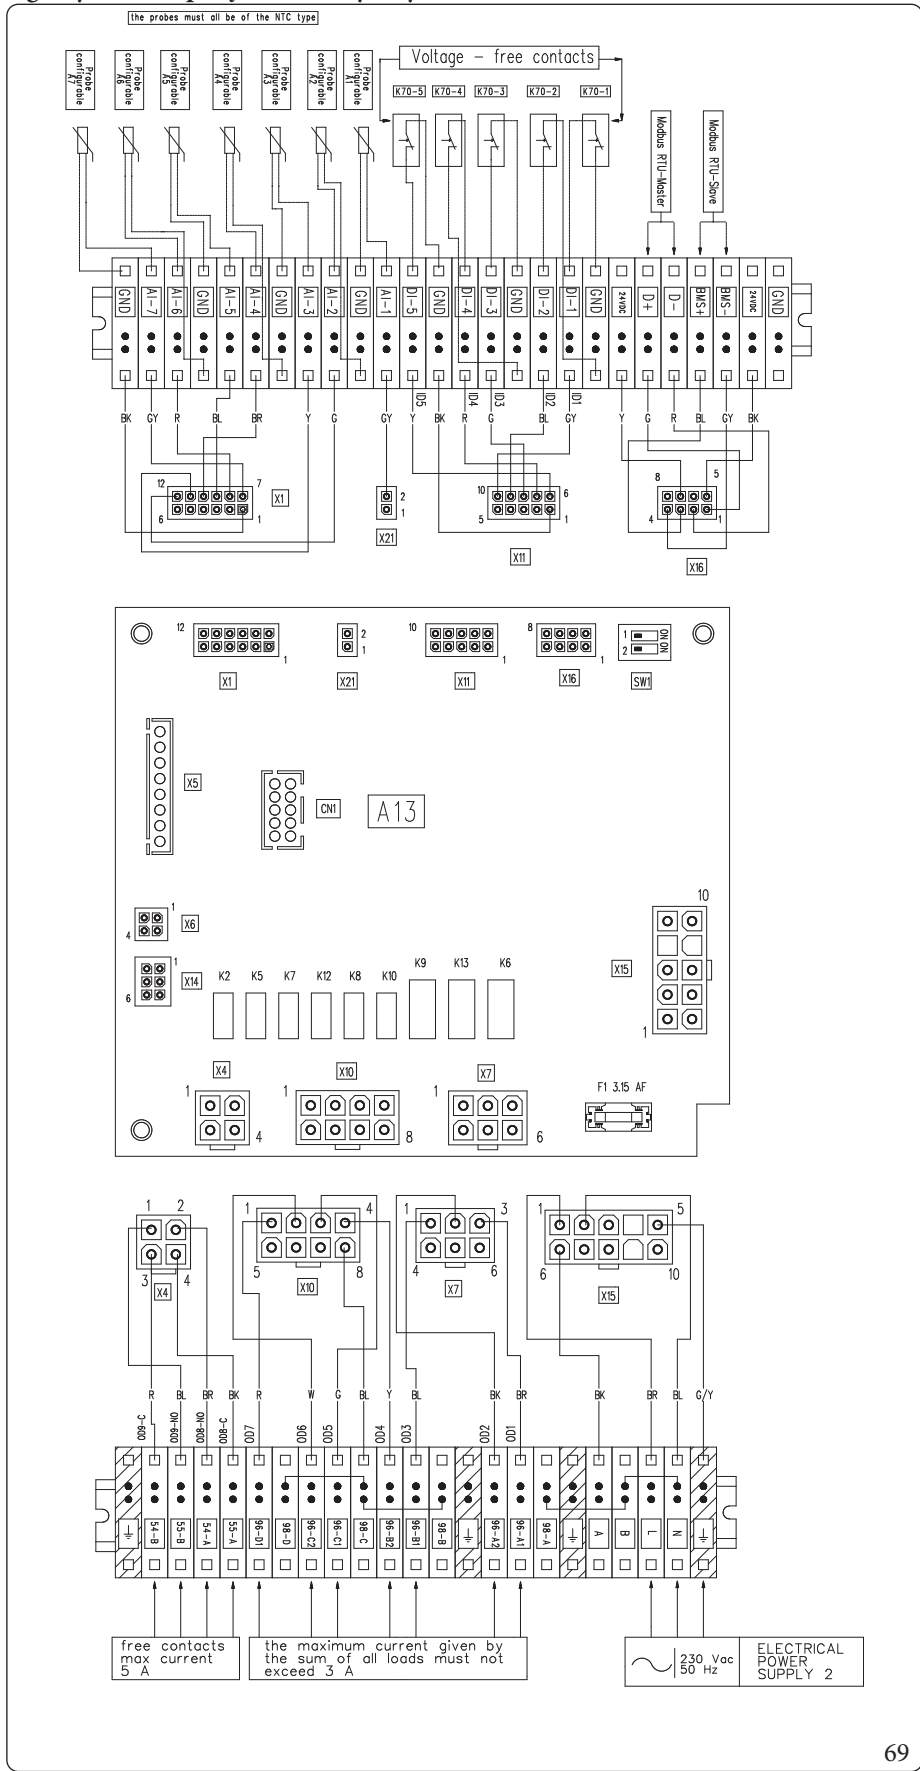 the probes must all be of the NTC type
Probe configurable A7
Probe configurable A6
Probe configurable A5
Probe configurable A4
Probe configurable A3
Probe configurable A2
Probe configurable A1
Voltage - free contacts
K70-5 K70-4 K70-3 K70-2 K70-1
Modbus RTU-Master
Modbus RTU-Slave
GND AI-7 AI-6 GND AI-5 AI-4 GND AI-3 AI-2 GND AI-1 DI-5 GND DI-4 DI-3 GND DI-2 DI-1 GND 24VDC D+ D- BMS+ BMS- 24VDC GND
ID5 ID4 ID3 ID2 ID1
BK GY R BL BR Y G GY Y BK R G BL GY Y G R BL GY BK
12 7 2 10 6 8 5
6 1 1 5 1 4 1
X1 X21 X11 X16
12 2 10 8 1 ON
1 1 1 1 2 ON
X1 X21 X11 X16 SW1
X5
CN1
A13
10
1
X6
4
1
X14
6
X15
K2 K5 K7 K12 K8 K10 K9 K13 K6
1
X4 X10 X7
F1 3.15 AF
1 1 1
4 8 6
1 2 1 4 1 3 1 5
3 4 5 8 4 6 6 10
X4 X10 X7 X15
R BL BR BK R W G BL Y BL BK BR BK BR BL G/Y
OD9-C OD9-NO OD8-NO OD8-C OD7 OD6 OD5 OD4 OD3 OD2 OD1
54-B 55-B 54-A 55-A 96-D1 98-D 96-C2 96-C1 98-C 96-B2 96-B1 98-B 96-A2 96-A1 98-A A B L N
free contacts
max current
5 A
the maximum current given by
the sum of all loads must not
exceed 3 A
230 Vac
50 Hz
ELECTRICAL
POWER
SUPPLY 2
69